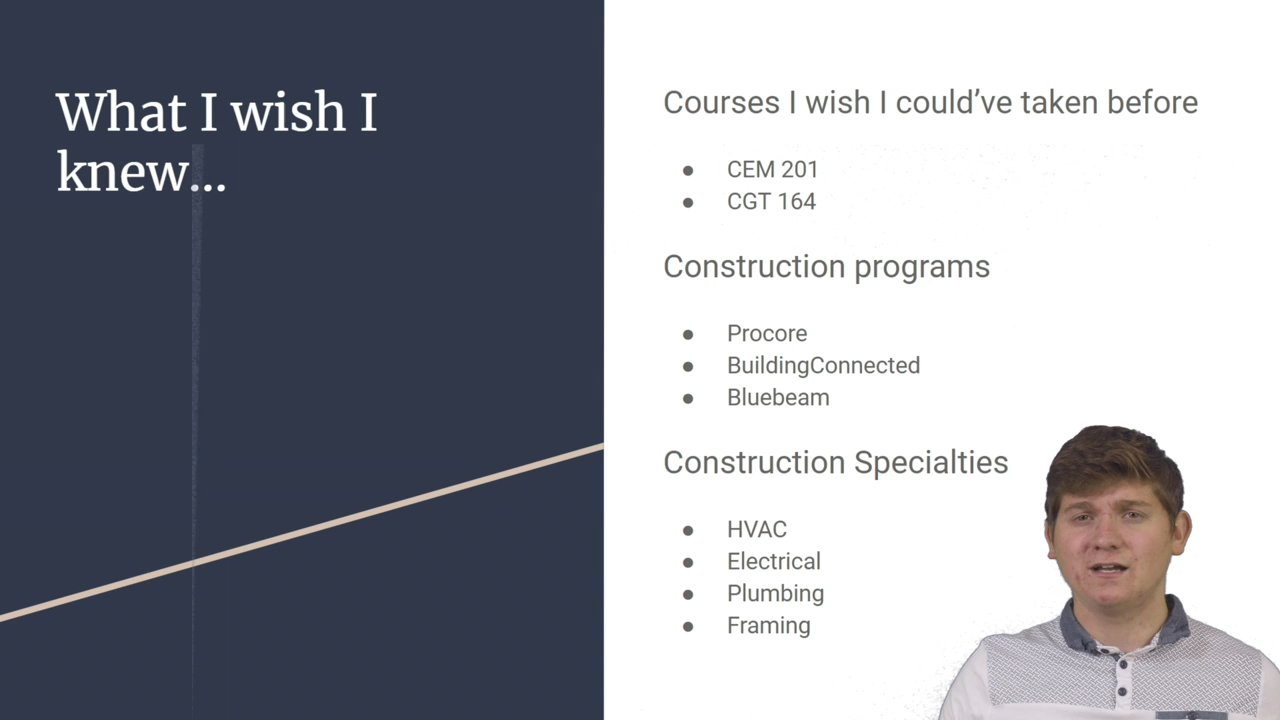 What I wish I
knew...
Courses I wish I could’ve taken before
● CEM 201
● CGT 164
Construction programs
● Procore
● BuildingConnected
● Bluebeam
Construction Specialties
● HVAC
● Electrical
● Plumbing
● Framing